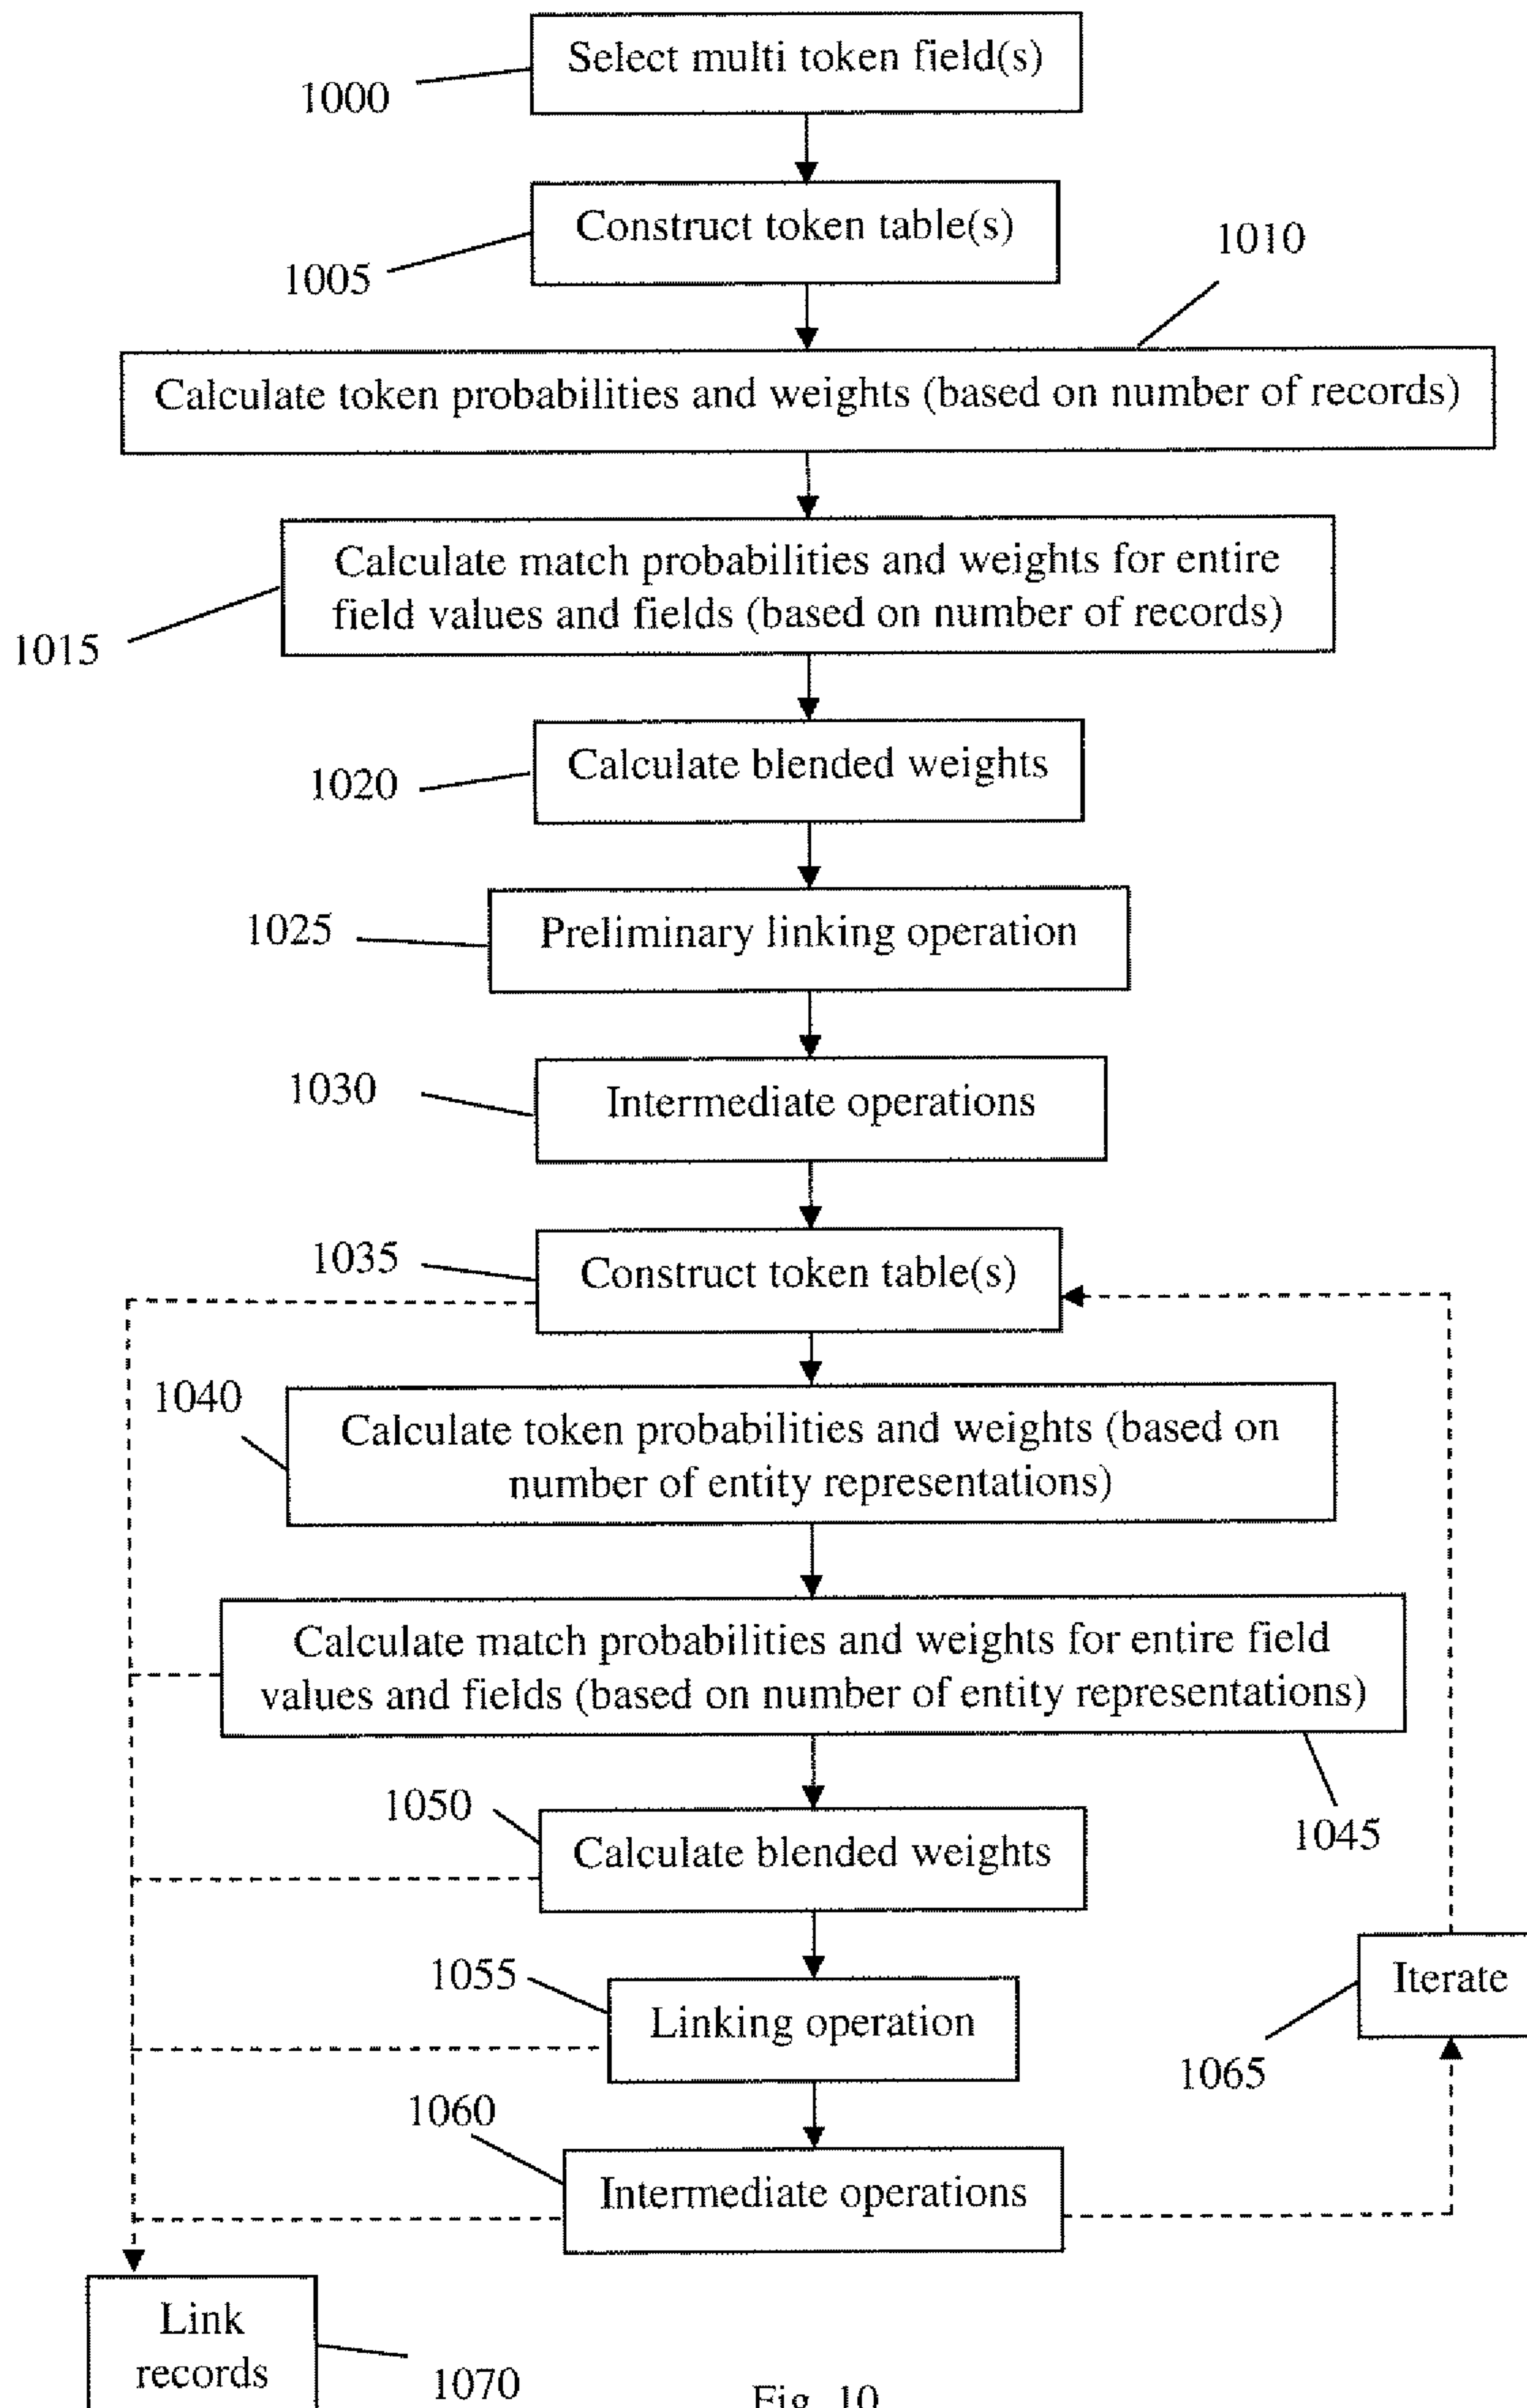 Select multi token field(s)
1000
Construct token table(s)
1005
1010
Calculate token probabilities and weights (based on number of records)
Calculate match probabilities and weights for entire
field values and fields (based on number of records)
1015
Calculate blended weights
1020
Preliminary linking operation
1025
Intermediate operations
1030
Construct token table(s)
1035
1040
Calculate token probabilities and weights (based on
number of entity representations)
Calculate match probabilities and weights for entire field
values and fields (based on number of entity representations)
1045
1050
Calculate blended weights
1055
Linking operation
Iterate
1065
1060
Intermediate operations
Link
records
1070
Fig. 10